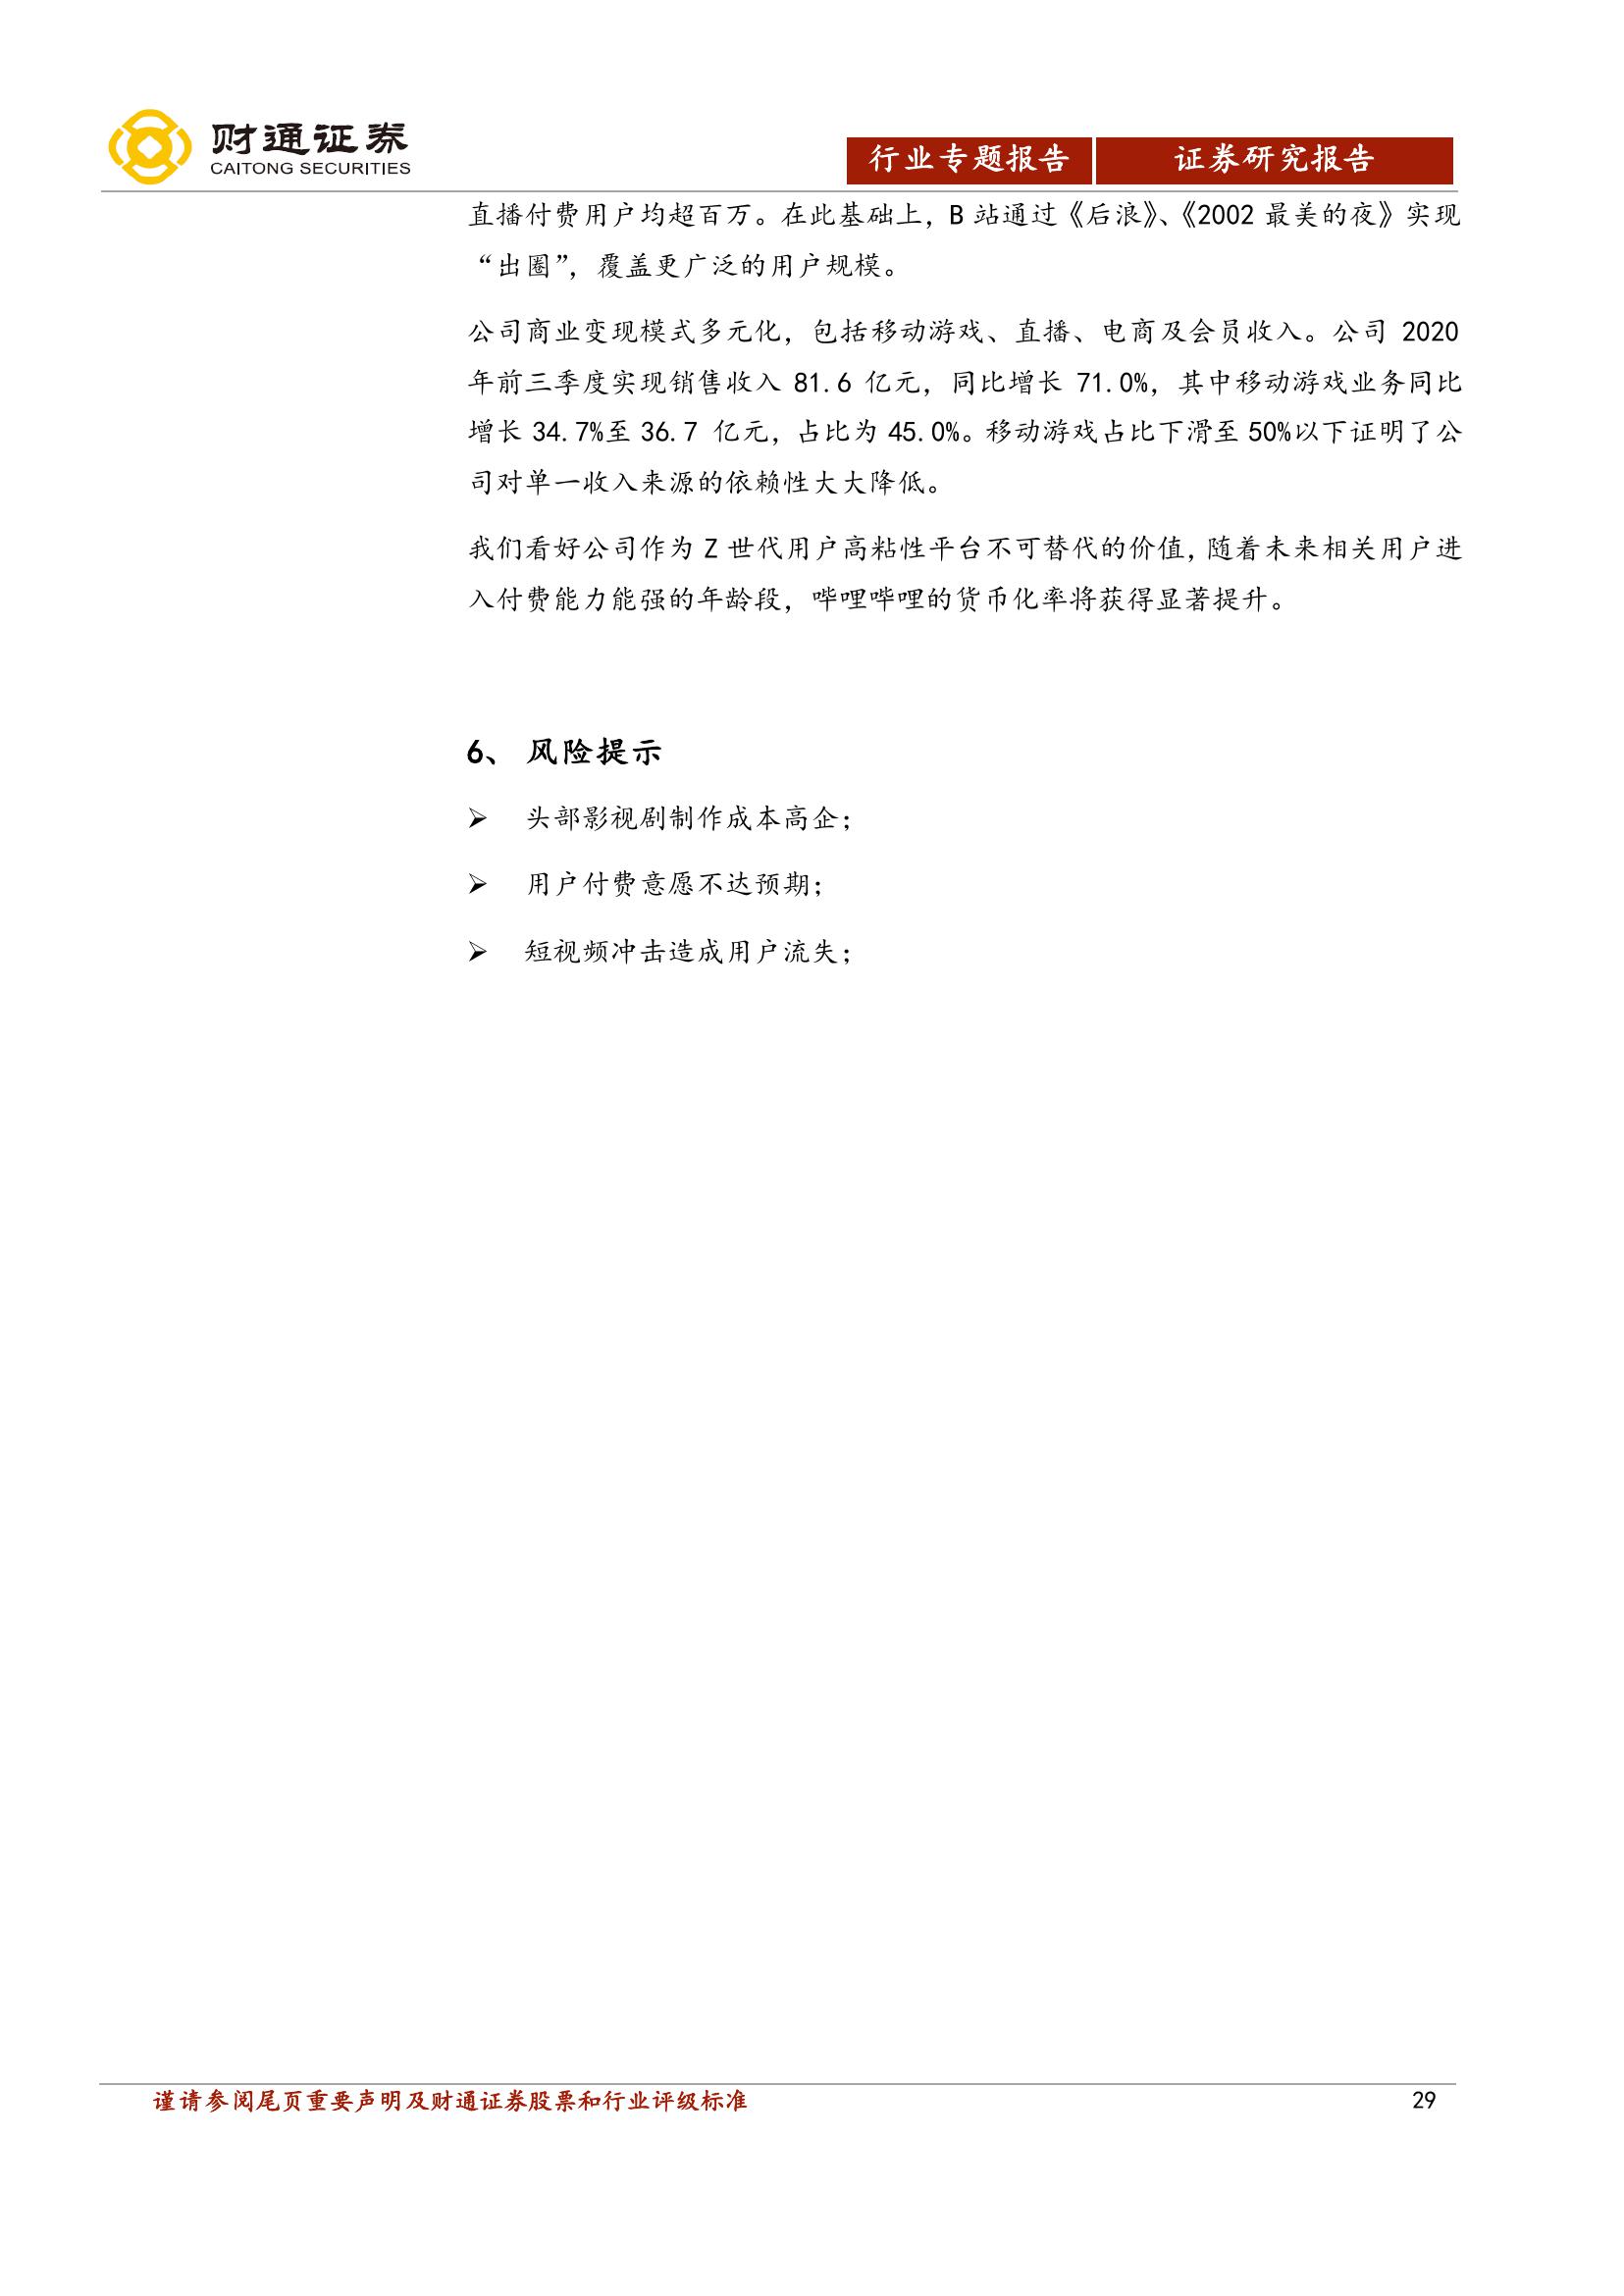 财通证券
CAITONG SECURITIES
行业专题报告 证券研究报告
直播付费用户均超百万。在此基础上，B 站通过《后浪》、《2002 最美的夜》实现
“出圈”，覆盖更广泛的用户规模。
公司商业变现模式多元化，包括移动游戏、直播、电商及会员收入。公司 2020
年前三季度实现销售收入 81.6 亿元，同比增长 71.0%，其中移动游戏业务同比
增长 34.7%至 36.7 亿元，占比为 45.0%。移动游戏占比下滑至 50%以下证明了公
司对单一收入来源的依赖性大大降低。
我们看好公司作为 Z 世代用户高粘性平台不可替代的价值，随着未来相关用户进
入付费能力能强的年龄段，哔哩哔哩的货币化率将获得显著提升。
6、 风险提示
➢ 头部影视剧制作成本高企；
➢ 用户付费意愿不达预期；
➢ 短视频冲击造成用户流失；
谨请参阅尾页重要声明及财通证券股票和行业评级标准 29